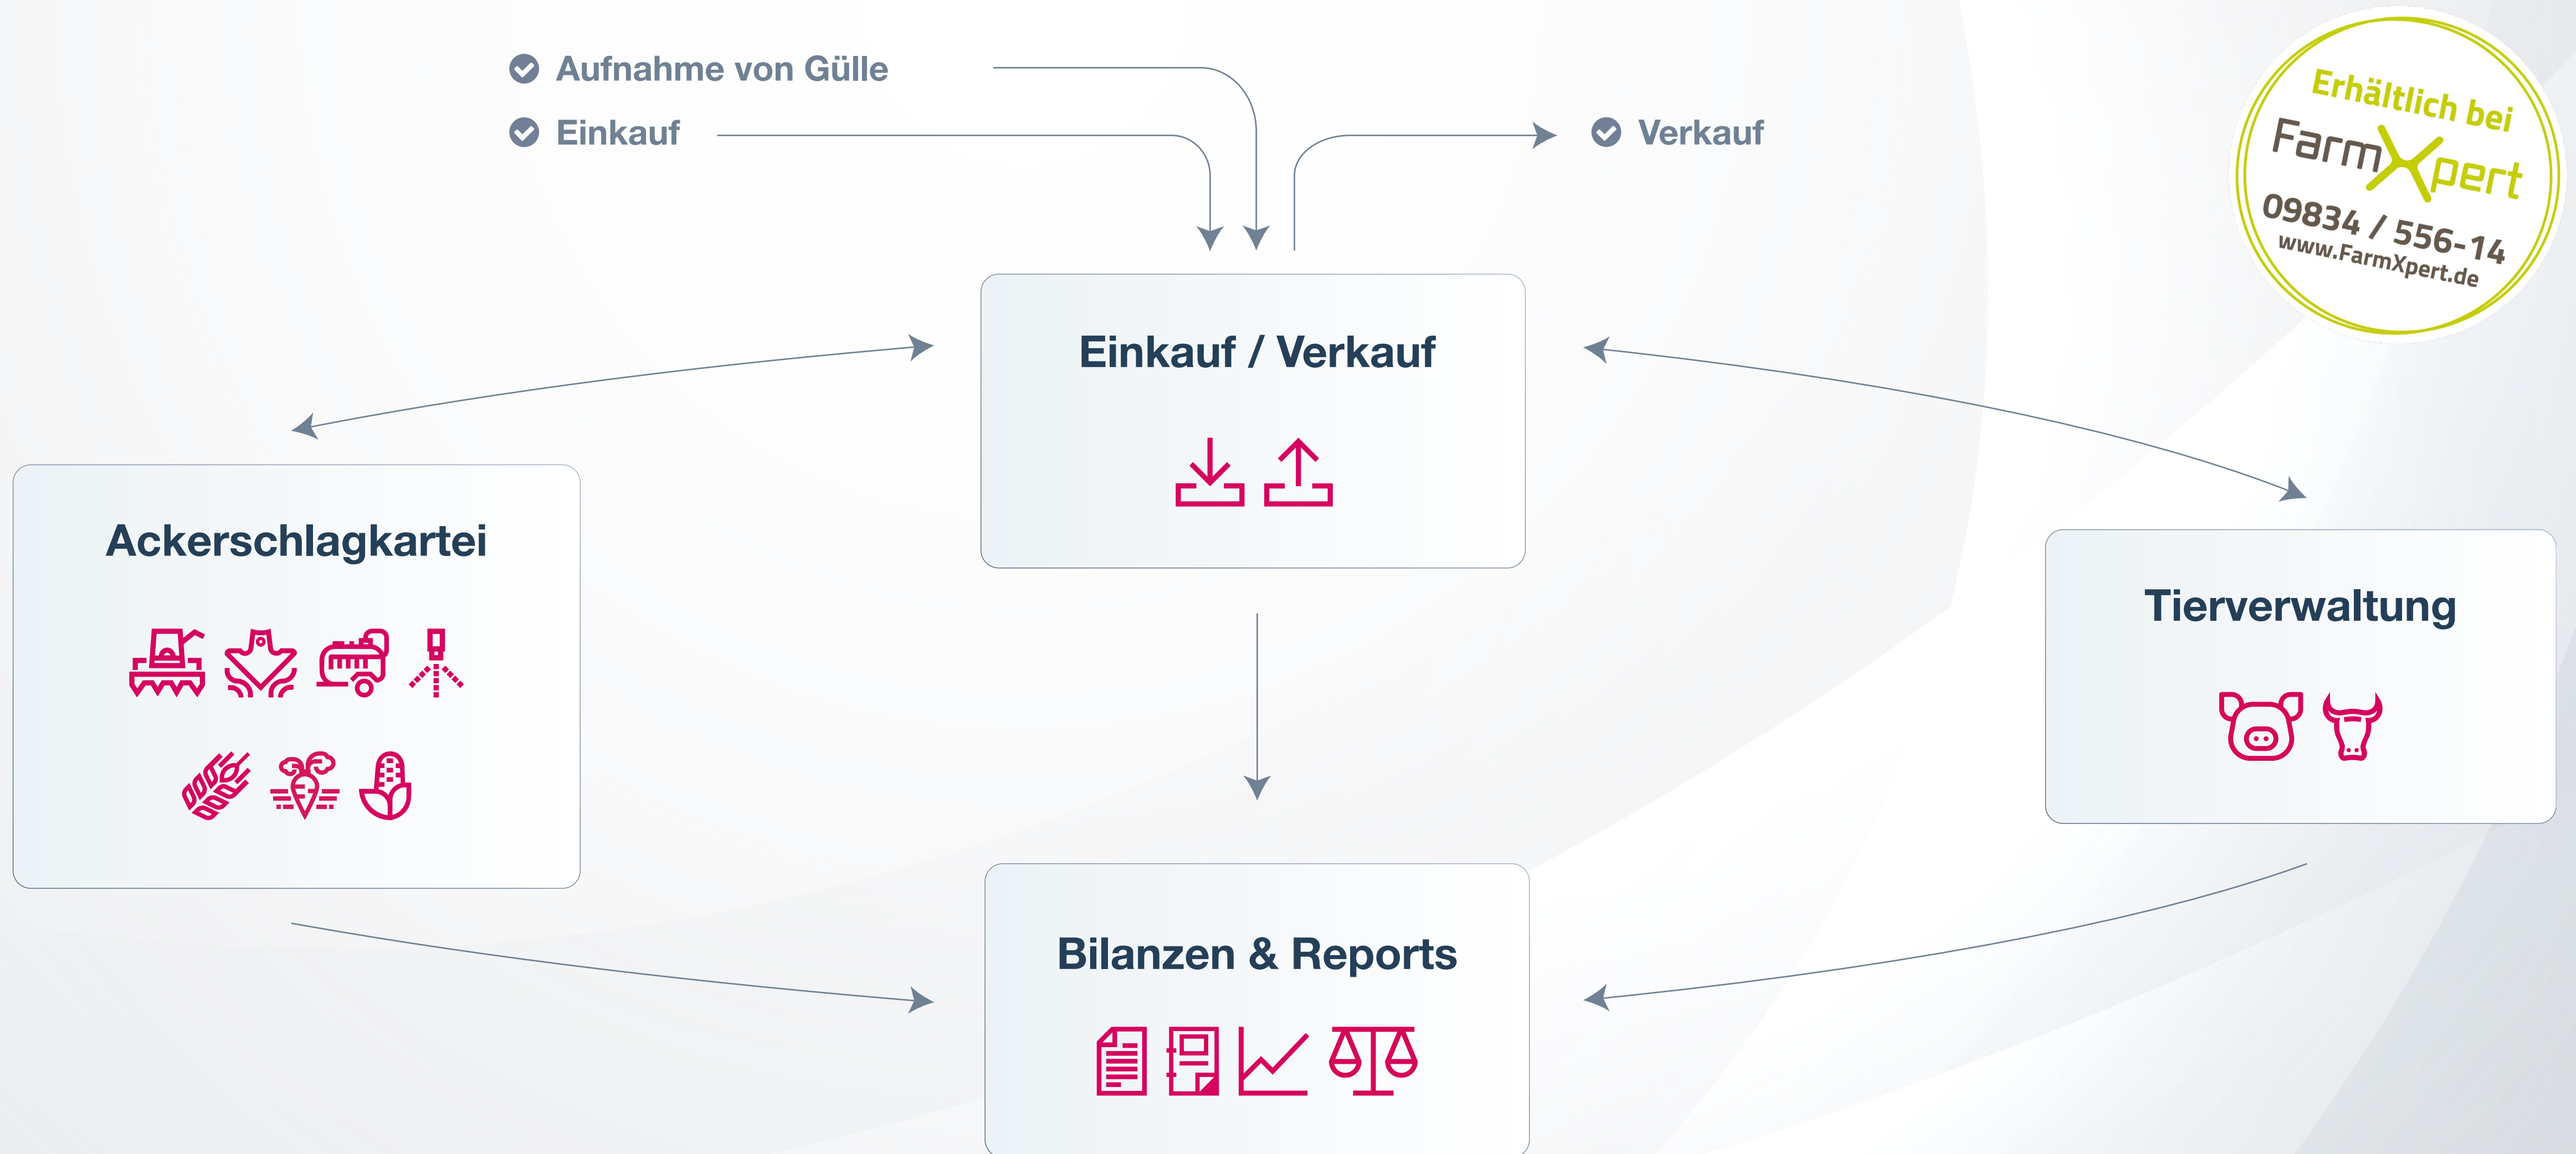 Aufnahme von Gülle
Einkauf
Verkauf
Erhältlich bei
FarmXpert
09834 / 556-14
www.FarmXpert.de
Einkauf / Verkauf
Ackerschlagkartei
Tierverwaltung
Bilanzen & Reports